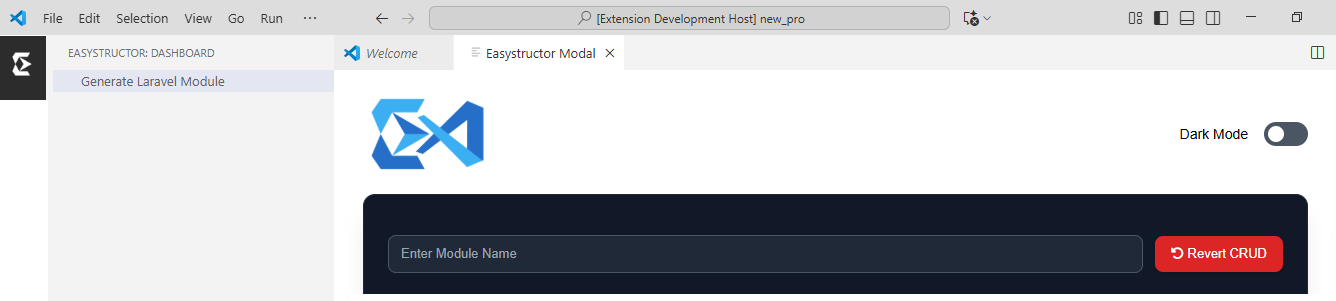 File Edit Selection View Go Run ··· [Extension Development Host] new_pro
EASYSTRUCTOR: DASHBOARD
Welcome
Easystructor Modal
Generate Laravel Module
Dark Mode
Enter Module Name
Revert CRUD